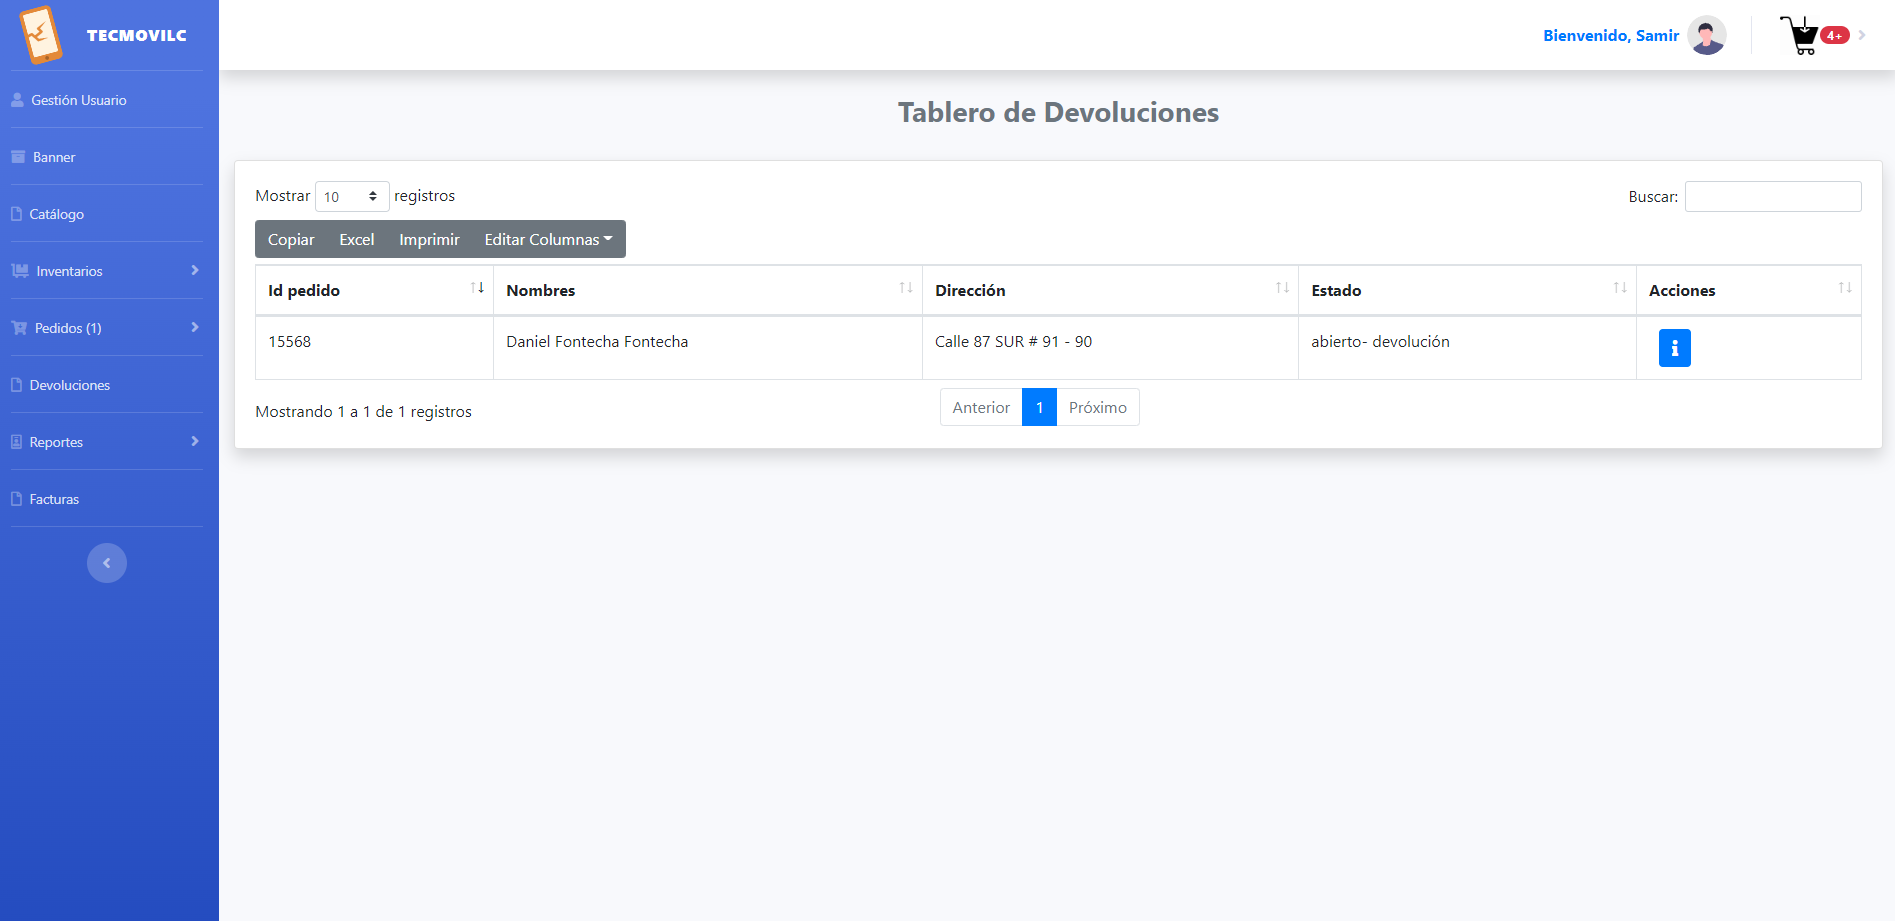 TECMOVILC
Bienvenido, Samir
4+
Gestión Usuario
Banner
Catálogo
Inventarios
Pedidos (1)
Devoluciones
Reportes
Facturas
Tablero de Devoluciones
Mostrar 10 registros
Buscar:
Copiar Excel Imprimir Editar Columnas
Id pedido Nombres Dirección Estado Acciones
15568 Daniel Fontecha Fontecha Calle 87 SUR # 91 - 90 abierto- devolución
Mostrando 1 a 1 de 1 registros
Anterior 1 Próximo